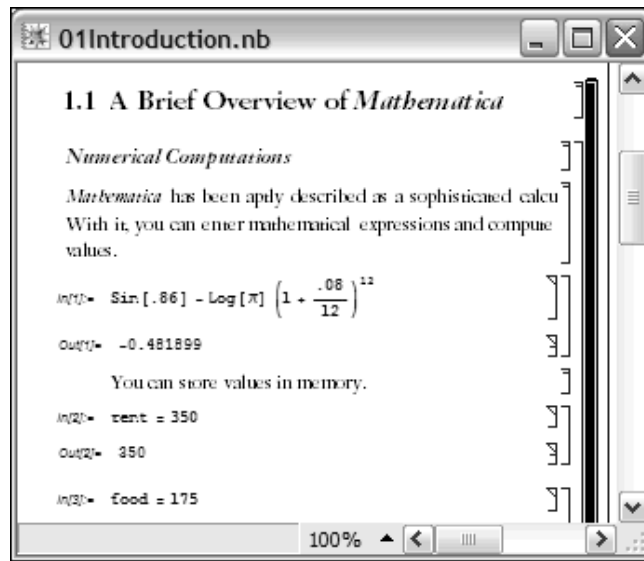 01Introduction.nb
1.1 A Brief Overview of Mathematica
Numerical Computations
Mathematica has been aptly described as a sophisticated calcu
With it, you can enter mathematical expressions and compute
values.
In[1]:= Sin[.86] - Log[π] (1 + .08/12)^12
Out[1]= -0.481899
You can store values in memory.
In[2]:= rent = 350
Out[2]= 350
In[3]:= food = 175
100%